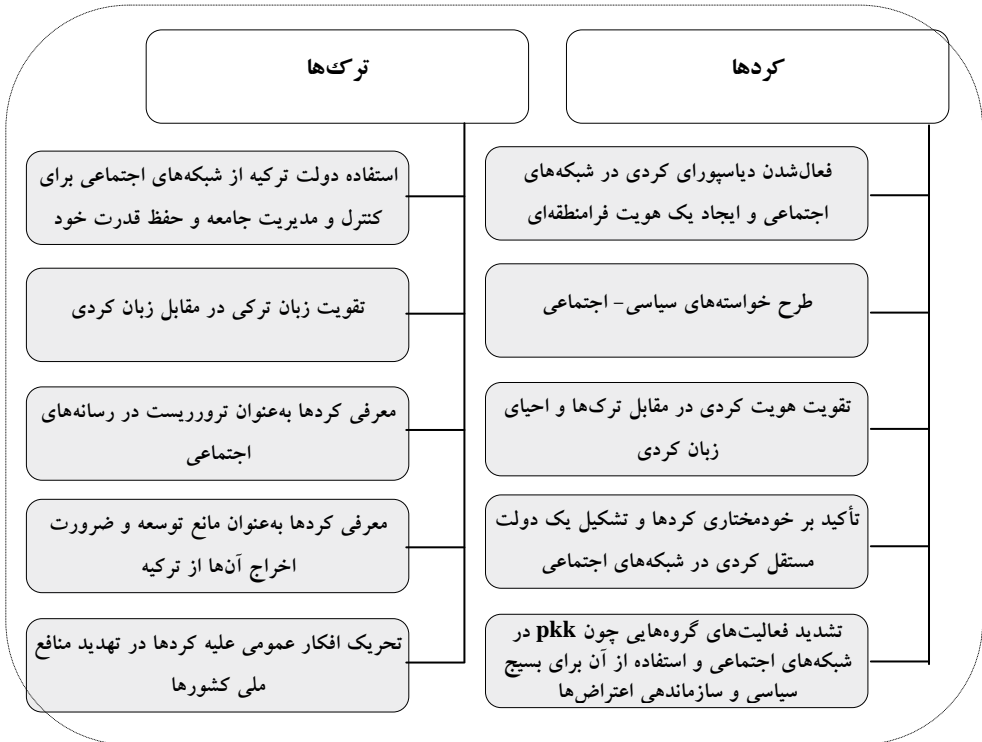 کردها
فعال‌شدن دیاسپورای کردی در شبکه‌های
اجتماعی و ایجاد یک هویت فرامنطقه‌ای
طرح خواسته‌های سیاسی- اجتماعی
تقویت هویت کردی در مقابل ترک‌ها و احیای
زبان کردی
تأکید بر خودمختاری کردها و تشکیل یک دولت
مستقل کردی در شبکه‌های اجتماعی
تشدید فعالیت‌های گروه‌هایی چون pkk در
شبکه‌های اجتماعی و استفاده از آن برای بسیج
سیاسی و سازماندهی اعتراض‌ها
ترک‌ها
استفاده دولت ترکیه از شبکه‌های اجتماعی برای
کنترل و مدیریت جامعه و حفظ قدرت خود
تقویت زبان ترکی در مقابل زبان کردی
معرفی کردها به‌عنوان تروریست در رسانه‌های
اجتماعی
معرفی کردها به‌عنوان مانع توسعه و ضرورت
اخراج آن‌ها از ترکیه
تحریک افکار عمومی علیه کردها در تهدید منافع
ملی کشورها